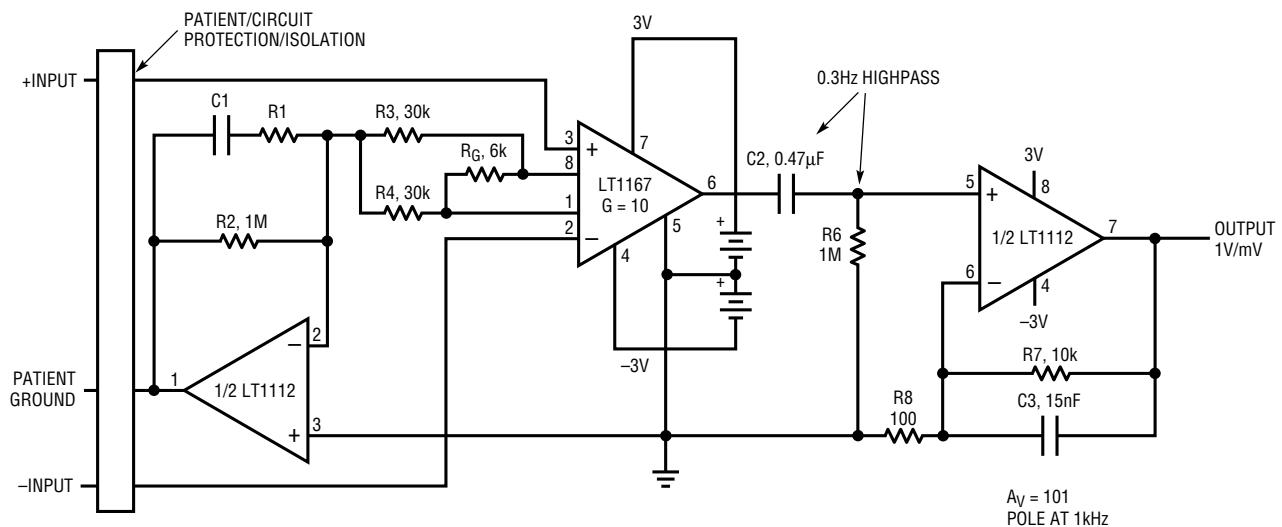 PATIENT/CIRCUIT
PROTECTION/ISOLATION
+INPUT
C1
R1
R3, 30k
RG, 6k
R4, 30k
R2, 1M
3
8
1
2
+
–
LT1167
G = 10
3V
7
6
5
4
–3V
+
+
0.3Hz HIGHPASS
C2, 0.47µF
R6
1M
3V
8
5
6
+
–
1/2 LT1112
7
4
–3V
OUTPUT
1V/mV
R7, 10k
C3, 15nF
R8
100
PATIENT
GROUND
1
1/2 LT1112
2
3
–
+
–INPUT
AV = 101
POLE AT 1kHz